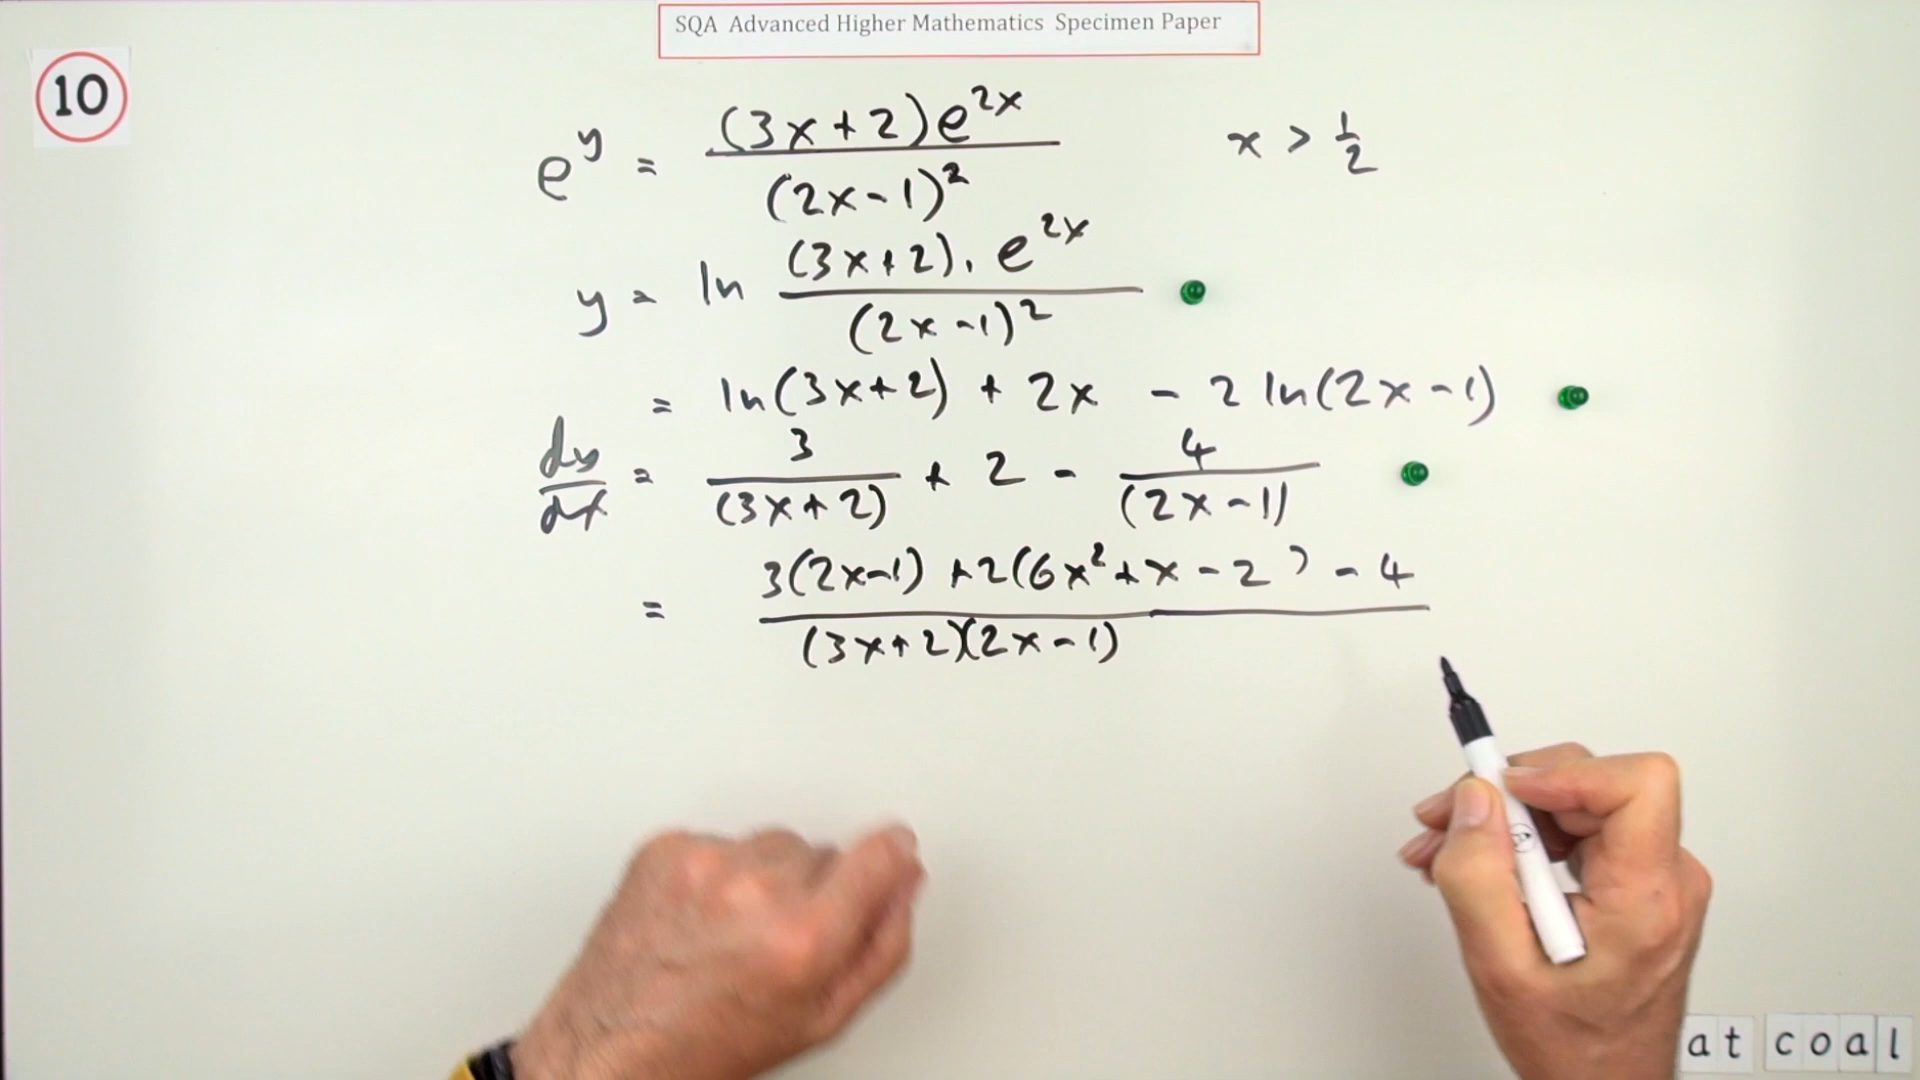 SQA Advanced Higher Mathematics Specimen Paper
10
e^y = (3x+2)e^{2x} / (2x-1)^2    x > 1/2
y = ln (3x+2).e^{2x} / (2x-1)^2
= ln(3x+2) + 2x - 2 ln(2x-1)
dy/dx = 3/(3x+2) + 2 - 4/(2x-1)
= 3(2x-1) + 2(6x^2+x-2) - 4 / (3x+2)(2x-1)
at coal